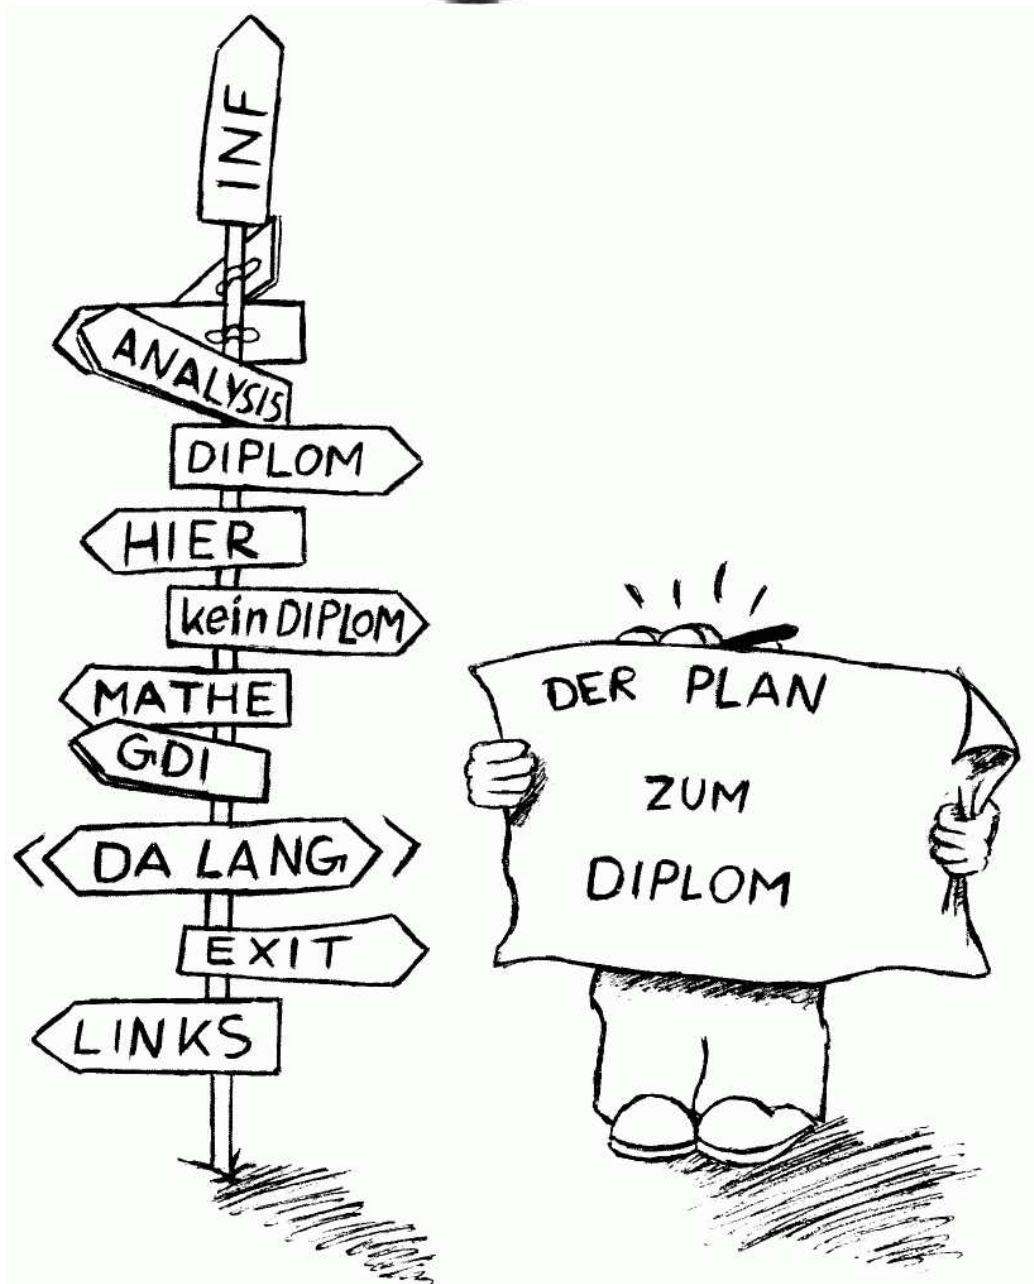 INF
ANALYSIS
DIPLOM
HIER
kein DIPLOM
MATHE
GDI
DA LANG
EXIT
LINKS
DER PLAN
ZUM
DIPLOM